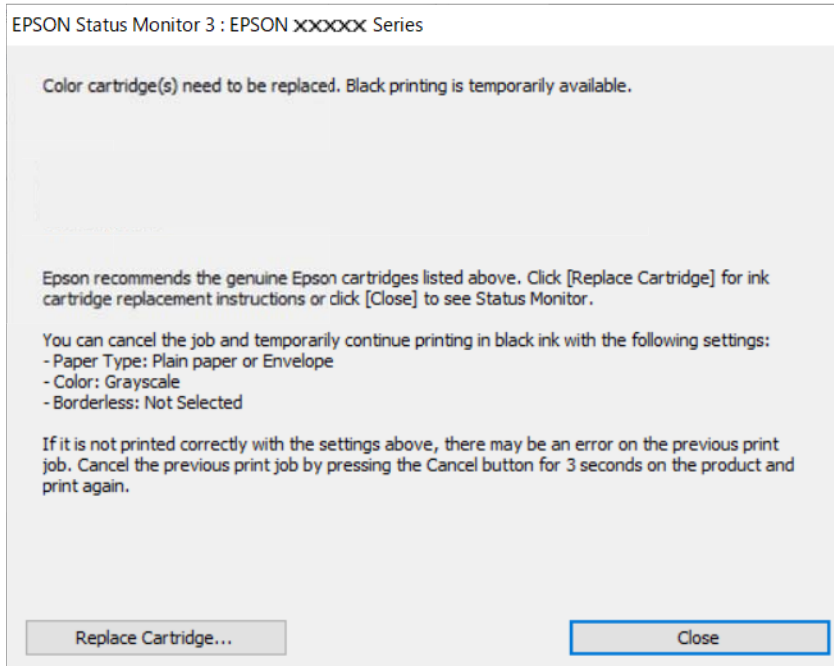 EPSON Status Monitor 3 : EPSON XXXXX Series
Color cartridge(s) need to be replaced. Black printing is temporarily available.
Epson recommends the genuine Epson cartridges listed above. Click [Replace Cartridge] for ink
cartridge replacement instructions or click [Close] to see Status Monitor.
You can cancel the job and temporarily continue printing in black ink with the following settings:
- Paper Type: Plain paper or Envelope
- Color: Grayscale
- Borderless: Not Selected
If it is not printed correctly with the settings above, there may be an error on the previous print
job. Cancel the previous print job by pressing the Cancel button for 3 seconds on the product and
print again.
Replace Cartridge... Close